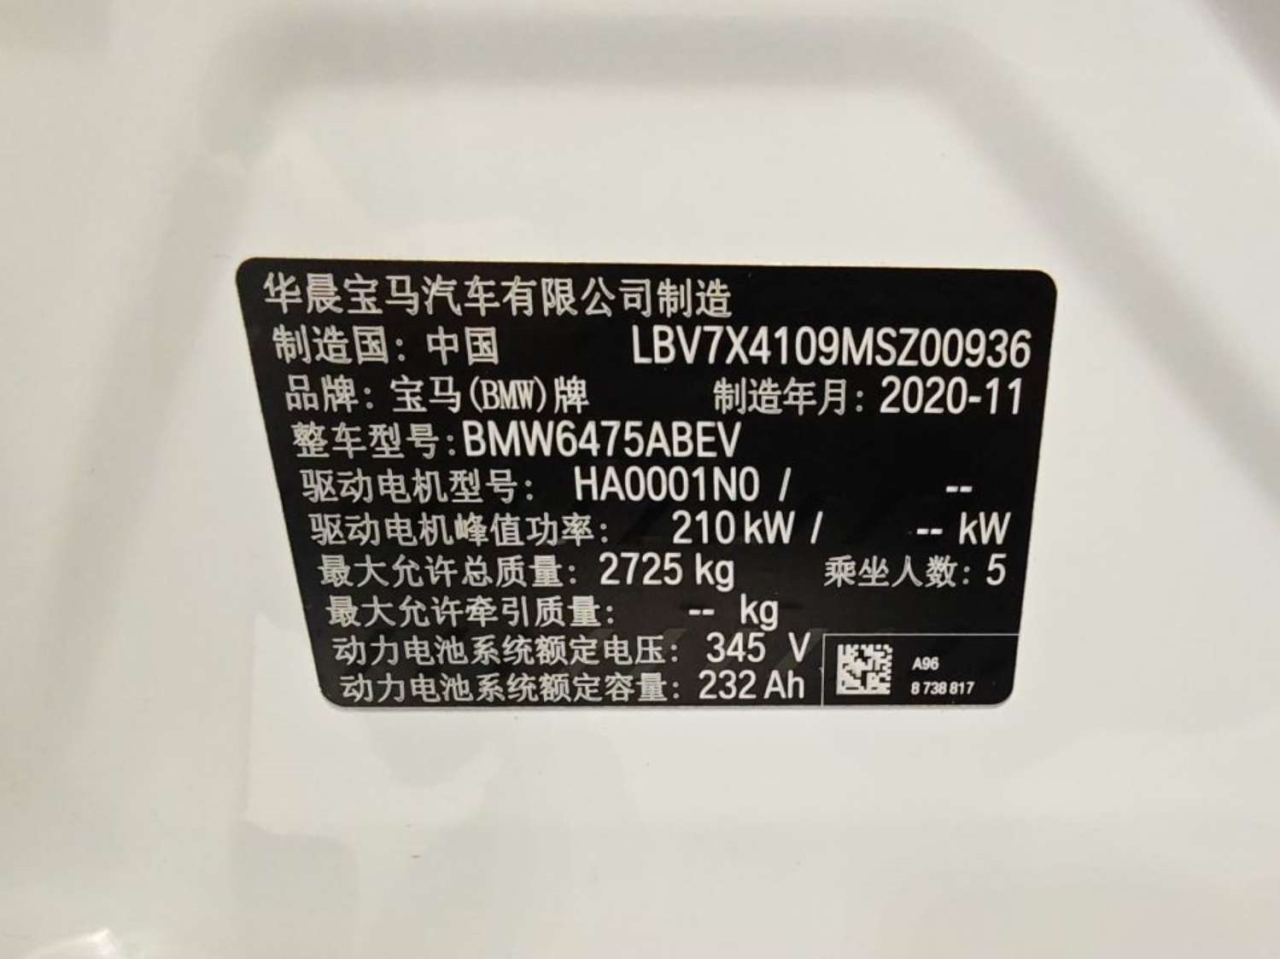 华晨宝马汽车有限公司制造
制造国：中国 LBV7X4109MSZ00936
品牌：宝马(BMW)牌 制造年月：2020-11
整车型号:BMW6475ABEV
驱动电机型号： HA0001N0 / --
驱动电机峰值功率： 210 kW / -- kW
最大允许总质量：2725 kg 乘坐人数：5
最大允许牵引质量： -- kg
动力电池系统额定电压： 345 V
动力电池系统额定容量：232 Ah
A96
8 738 817